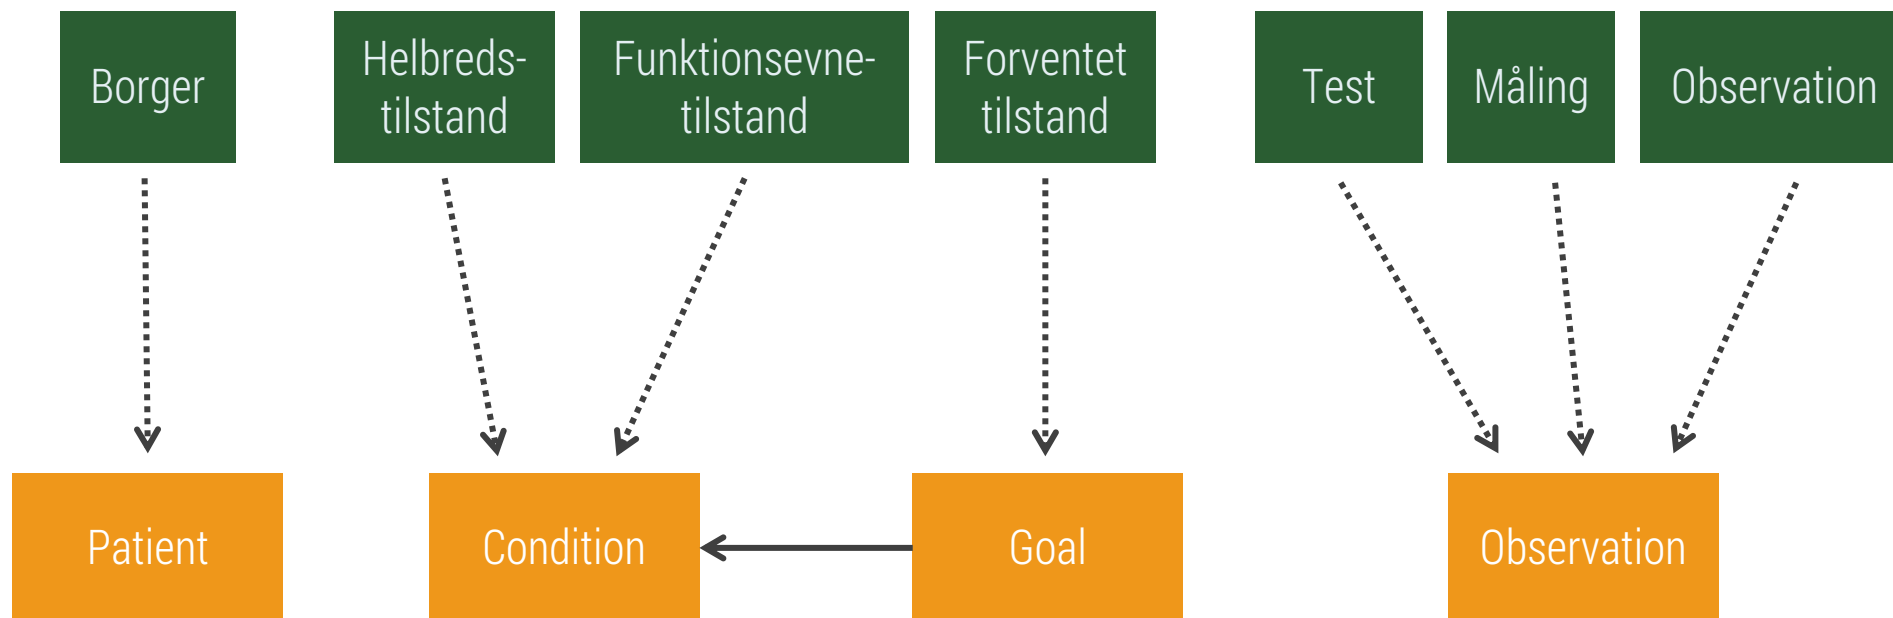 Borger
Helbreds-
tilstand
Funktionsevne-
tilstand
Forventet
tilstand
Test
Måling
Observation
Patient
Condition
Goal
Observation